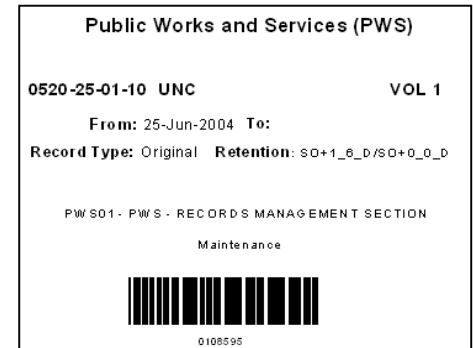 Public Works and Services (PWS)
0520-25-01-10 UNC VOL 1
From: 25-Jun-2004 To:
Record Type: Original Retention: SO+1_6_D/SO+0_0_D
PWS01 - PWS - RECORDS MANAGEMENT SECTION
Maintenance
0108595